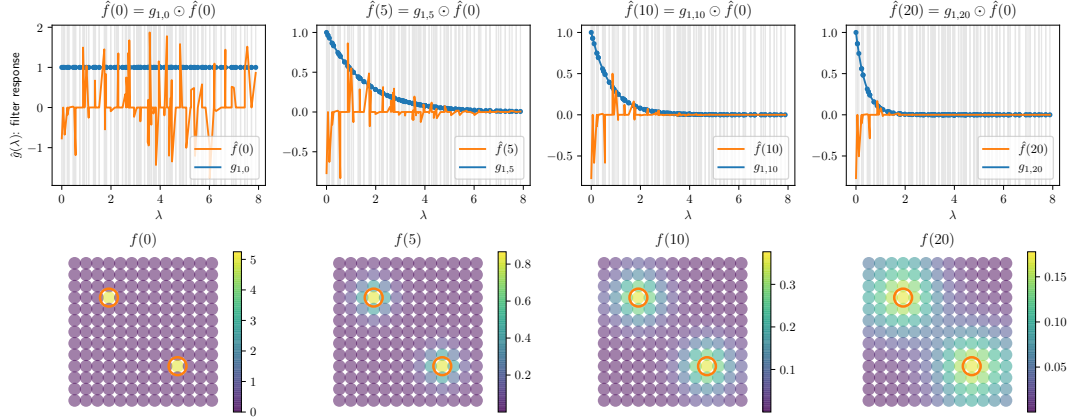 f̂(0) = g₁,₀ ⊙ f̂(0)
f̂(5) = g₁,₅ ⊙ f̂(0)
f̂(10) = g₁,₁₀ ⊙ f̂(0)
f̂(20) = g₁,₂₀ ⊙ f̂(0)
ĝ(λ): filter response
2
1
0
−1
f̂(0)
g₁,₀
0 2 4 6 8
λ
1.0
0.5
0.0
−0.5
f̂(5)
g₁,₅
0 2 4 6 8
λ
1.0
0.5
0.0
−0.5
f̂(10)
g₁,₁₀
0 2 4 6 8
λ
1.0
0.5
0.0
−0.5
f̂(20)
g₁,₂₀
0 2 4 6 8
λ
f(0)
5
4
3
2
1
0
f(5)
0.8
0.6
0.4
0.2
f(10)
0.3
0.2
0.1
f(20)
0.15
0.10
0.05